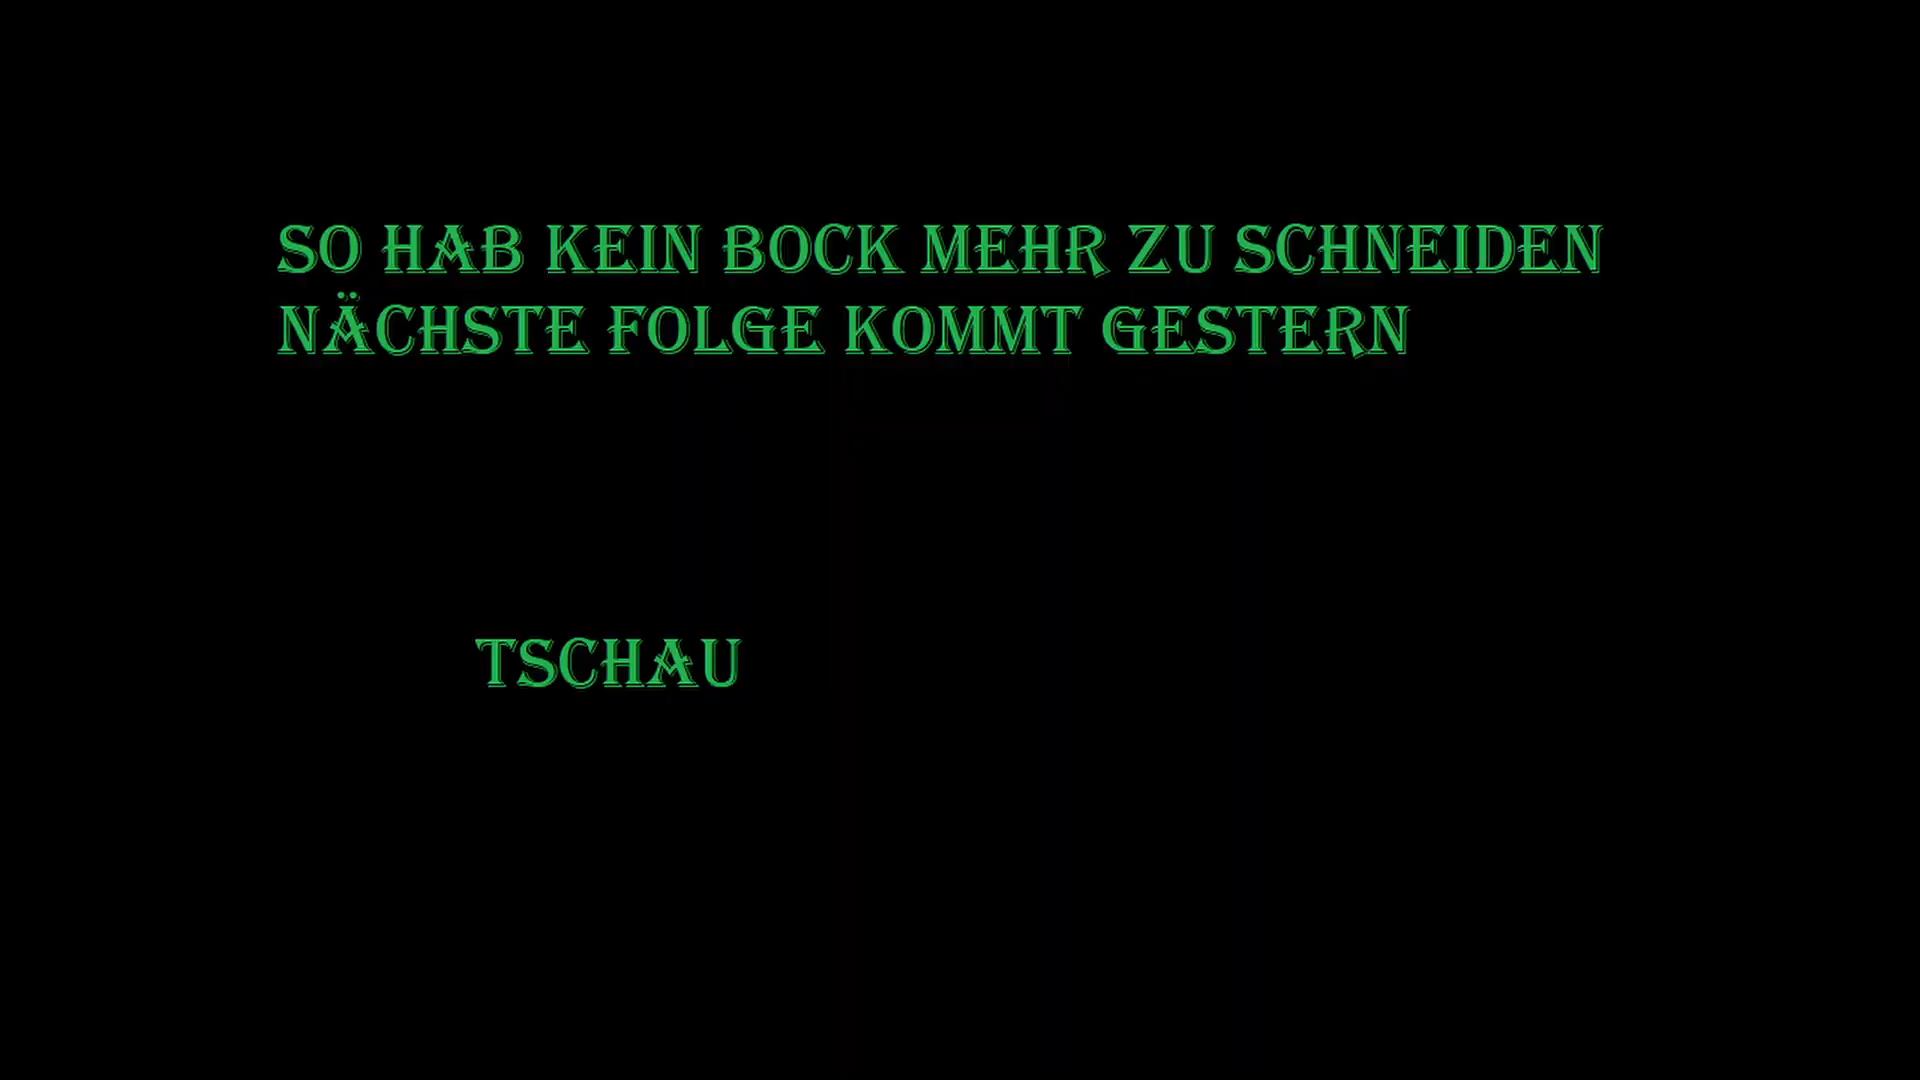 SO HAB KEIN BOCK MEHR ZU SCHNEIDEN
NÄCHSTE FOLGE KOMMT GESTERN
TSCHAU